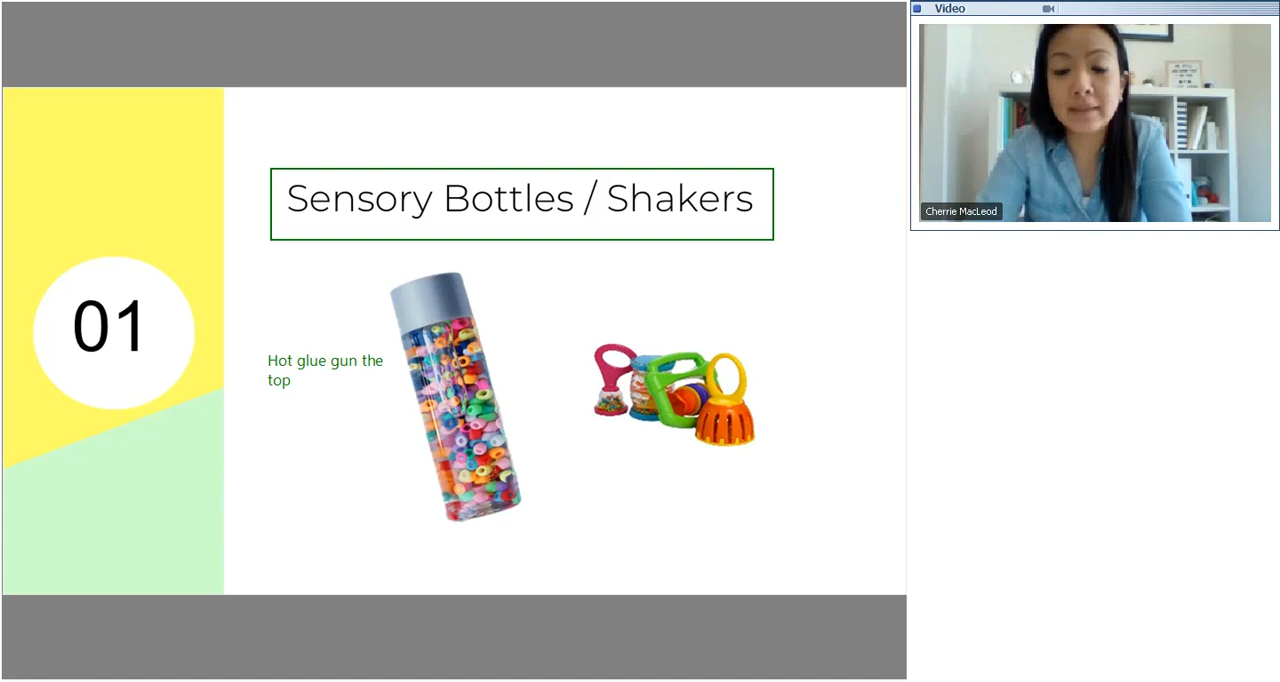 Video
Sensory Bottles / Shakers
01
Hot glue gun the
top
Cherrie MacLeod